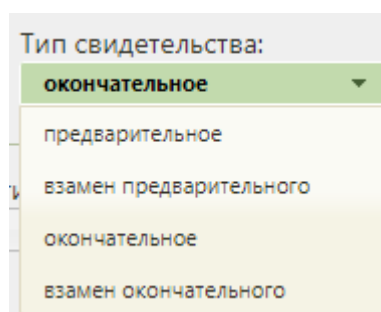 Тип свидетельства:
окончательное
предварительное
взамен предварительного
окончательное
взамен окончательного